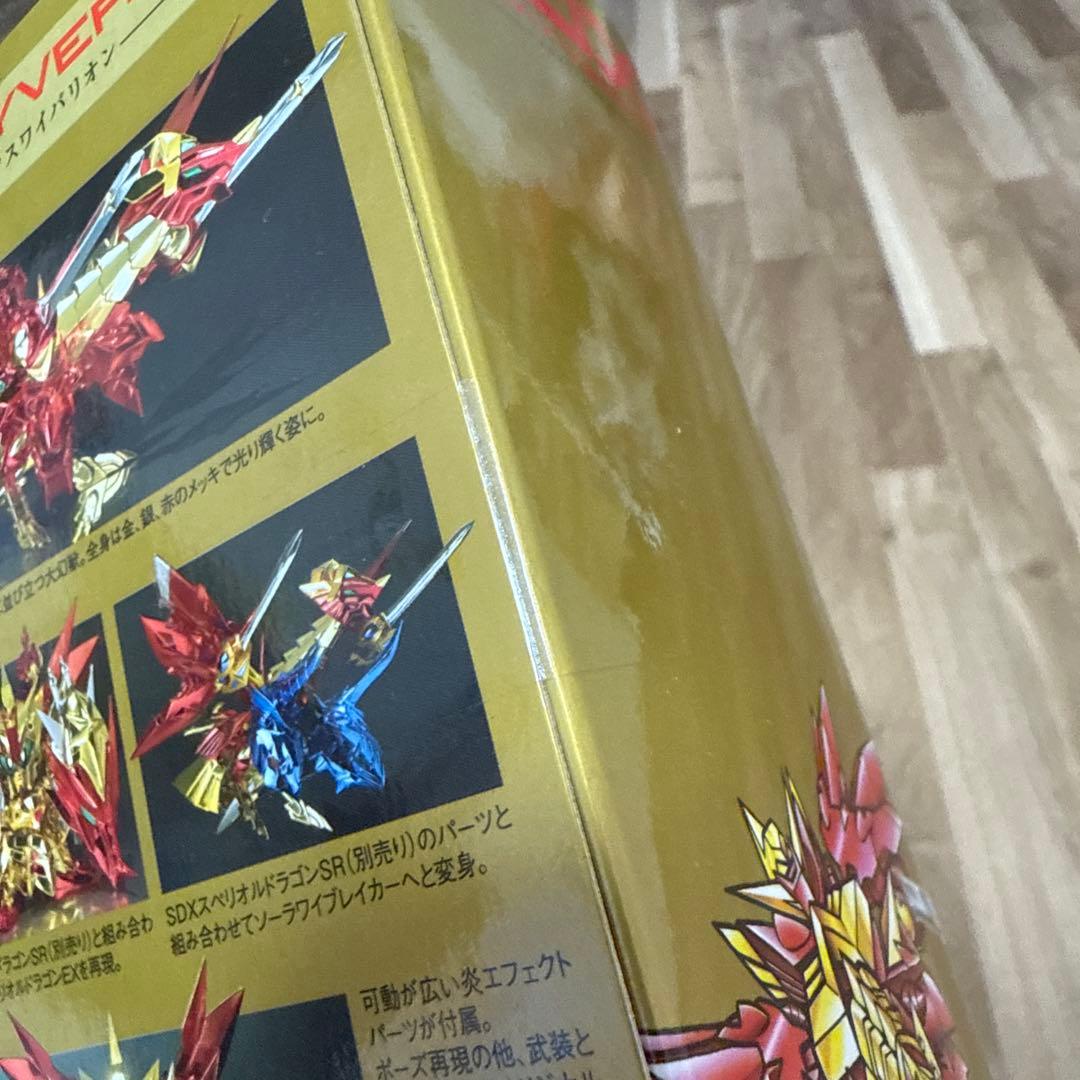 YVER
スワイバリオン
並び立つ大幻獣。全身は金、銀、赤のメッキで光り輝く姿に。
SDXスペリオルドラゴンSR(別売り)のパーツと
組み合わせてソーラワイブレイカーへと変身。
ラゴンSR(別売り)と組み合わ
リオルドラゴンEXを再現。
可動が広い炎エフェクト
パーツが付属。
ポーズ再現の他、武装と